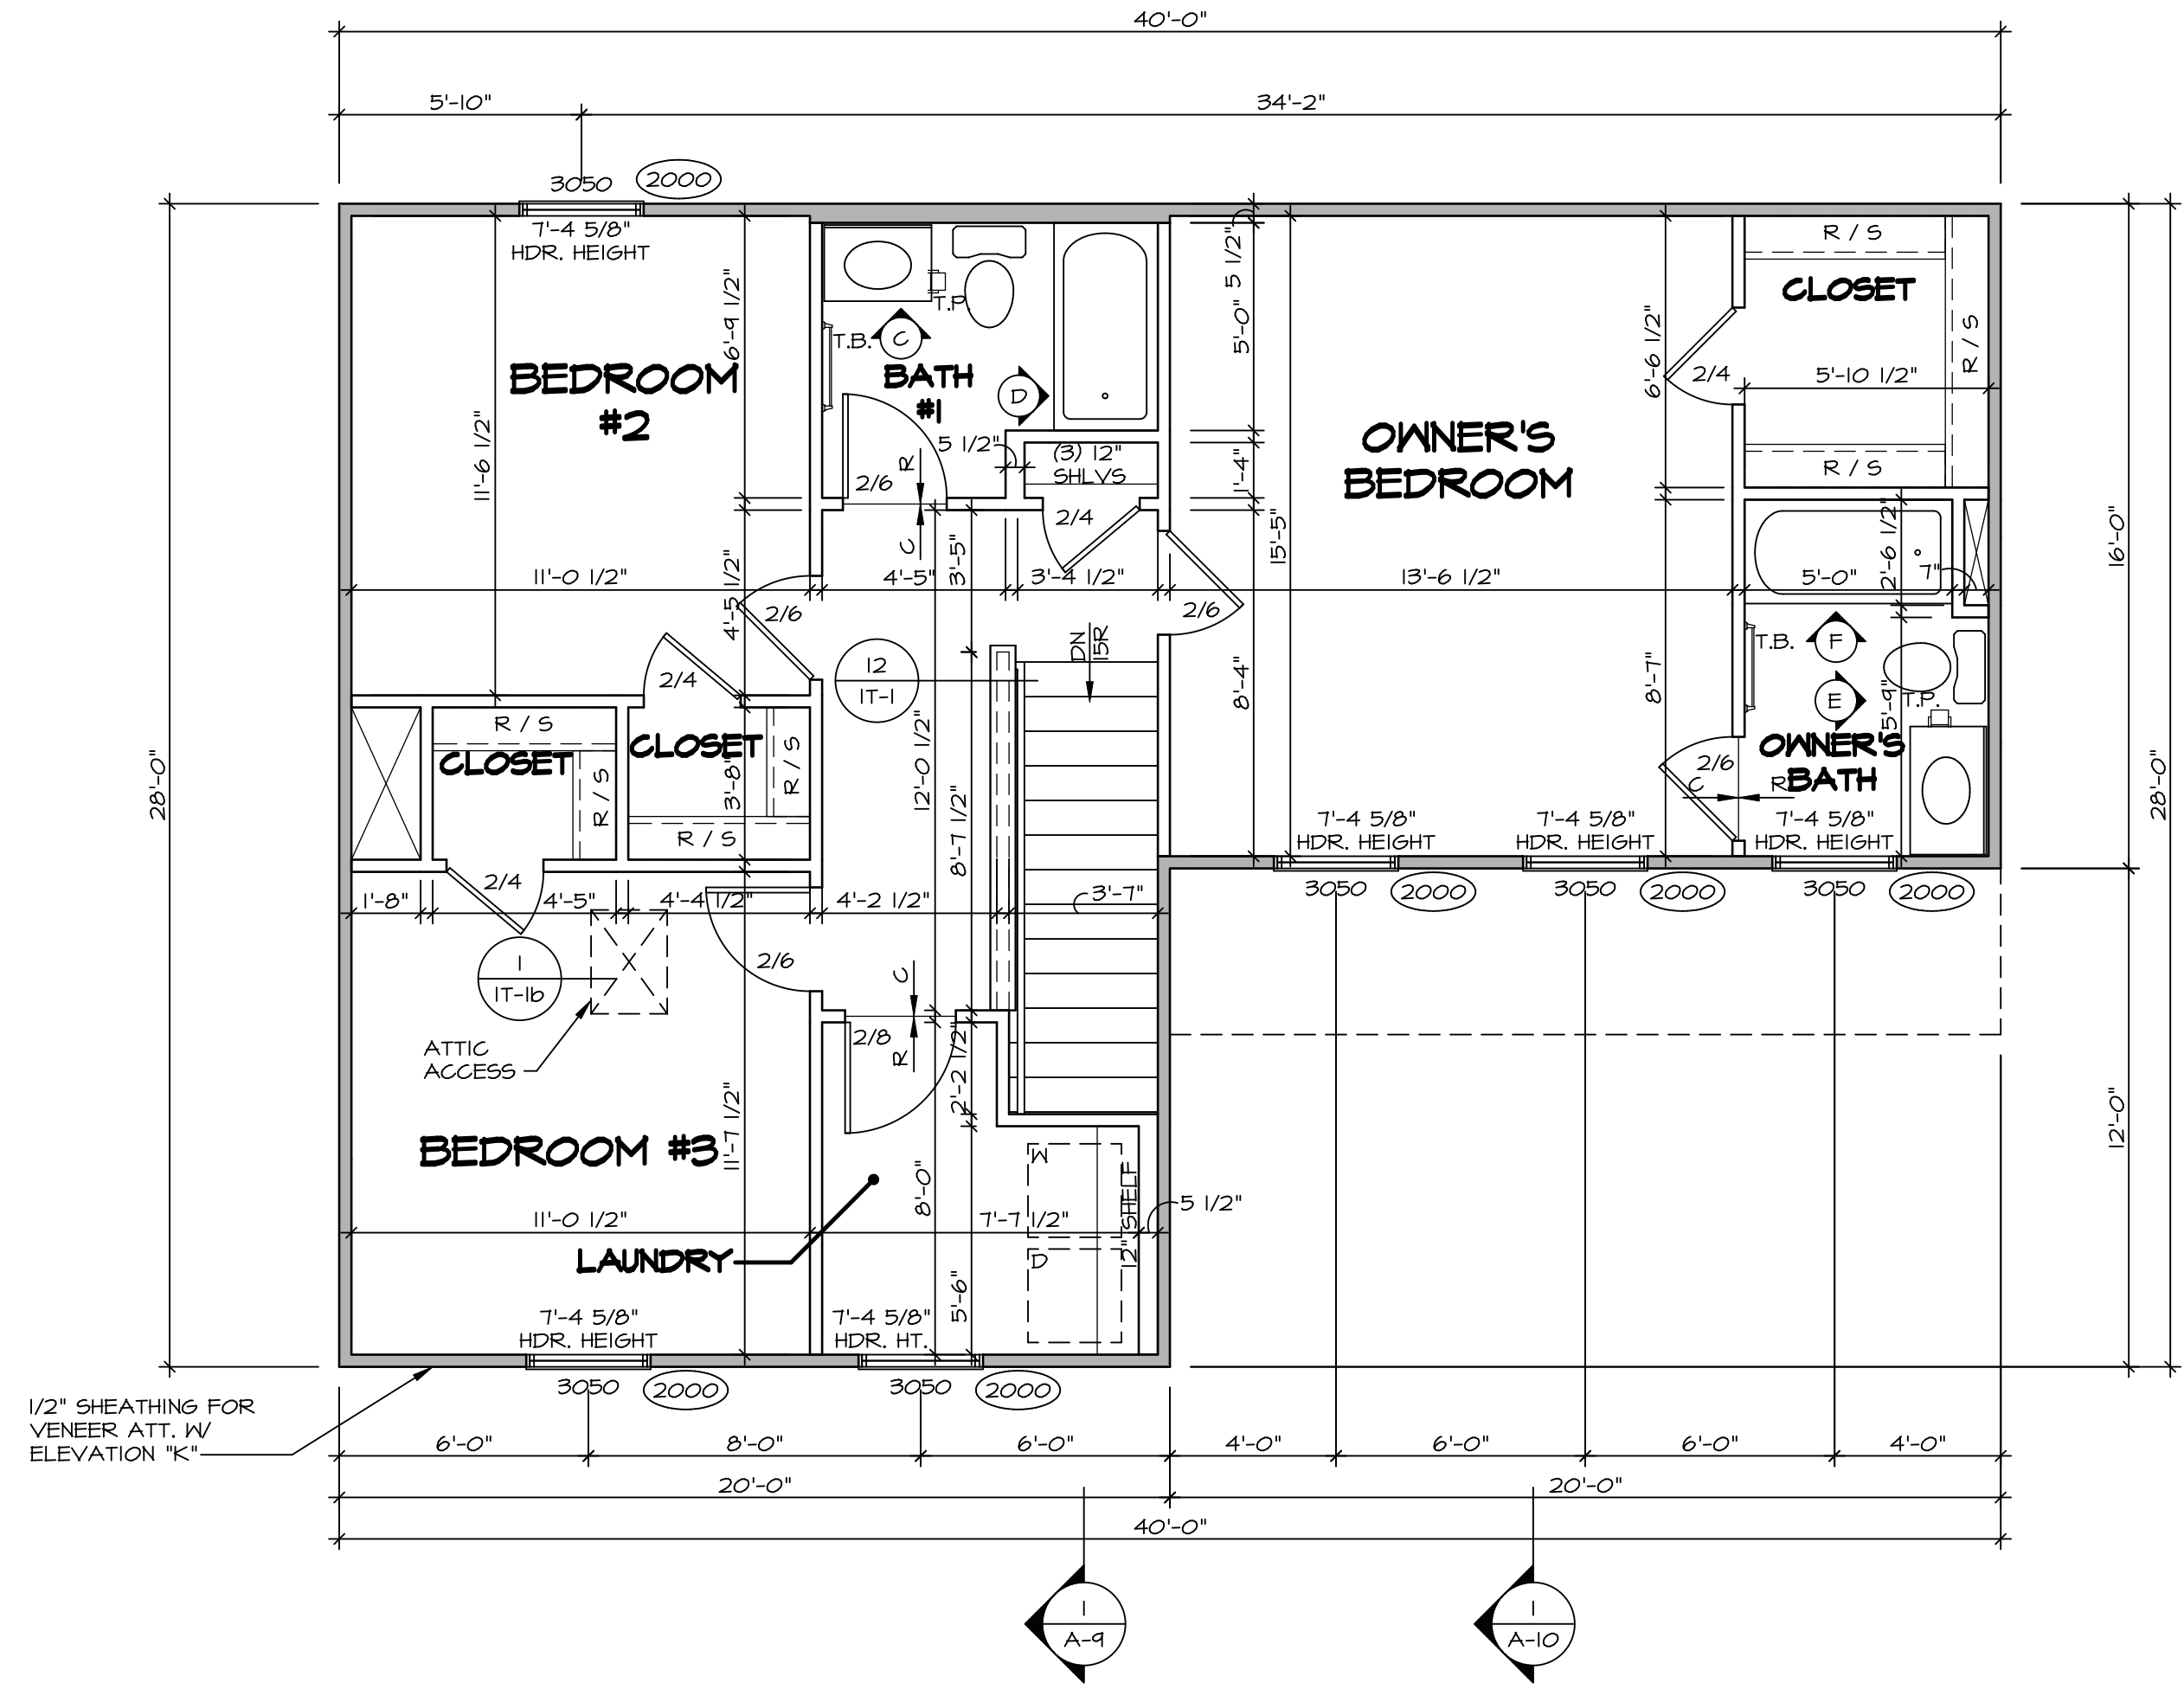 40'-0"
5'-10"
34'-2"
3050
2000
7'-4 5/8"
HDR. HEIGHT
R / S
CLOSET
5 1/2"
6'-9 1/2"
T.P.
T.B.
C
BATH
#1
D
5'-0"
6'-6 1/2"
R / S
2/4
5'-10 1/2"
BEDROOM
#2
OWNER'S
BEDROOM
11'-6 1/2"
5 1/2"
(3) 12"
SHLVS
R
2/6
1'-4"
R / S
2/4
C
3'-5"
15'-5"
2'-6 1/2"
16'-0"
11'-0 1/2"
4'-5"
3'-4 1/2"
13'-6 1/2"
5'-0"
7"
4'-5 1/2"
2/6
2/6
DN
15R
T.B.
F
12
1T-1
2/4
8'-4"
8'-7"
E
T.P.
5'-9"
R / S
CLOSET
CLOSET
R / S
R / S
3'-8"
R / S
12'-0 1/2"
8'-7 1/2"
OWNER'S
BATH
2/6
C
R
28'-0"
28'-0"
7'-4 5/8"
HDR. HEIGHT
7'-4 5/8"
HDR. HEIGHT
7'-4 5/8"
HDR. HEIGHT
3050
2000
3050
2000
3050
2000
2/4
1'-8"
4'-5"
4'-4 1/2"
4'-2 1/2"
3'-7"
2/6
X
1
1T-1b
C
2/8
R
ATTIC
ACCESS
2'-2 1/2"
12'-0"
11'-7 1/2"
BEDROOM #3
W
12" SHELF
8'-0"
5 1/2"
11'-0 1/2"
7'-7 1/2"
LAUNDRY
D
5'-6"
7'-4 5/8"
HDR. HEIGHT
7'-4 5/8"
HDR. HT.
3050
2000
3050
2000
1/2" SHEATHING FOR
VENEER ATT. W/
ELEVATION "K"
6'-0"
8'-0"
6'-0"
4'-0"
6'-0"
6'-0"
4'-0"
20'-0"
20'-0"
40'-0"
1
A-9
1
A-10